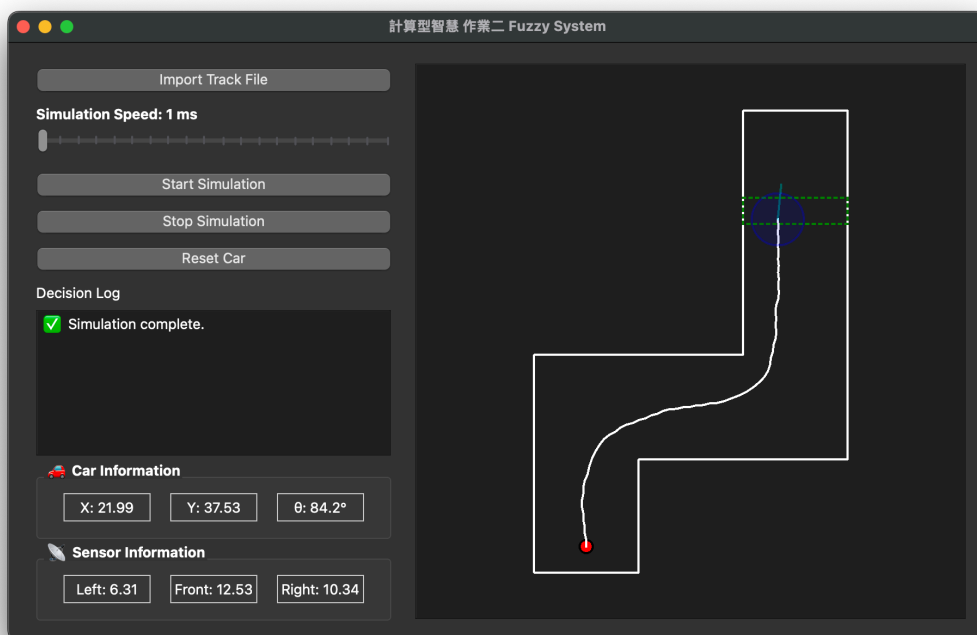 計算型智慧 作業二 Fuzzy System
Import Track File
Simulation Speed: 1 ms
Start Simulation
Stop Simulation
Reset Car
Decision Log
✅ Simulation complete.
🚗 Car Information
X: 21.99 Y: 37.53 θ: 84.2°
📡 Sensor Information
Left: 6.31 Front: 12.53 Right: 10.34